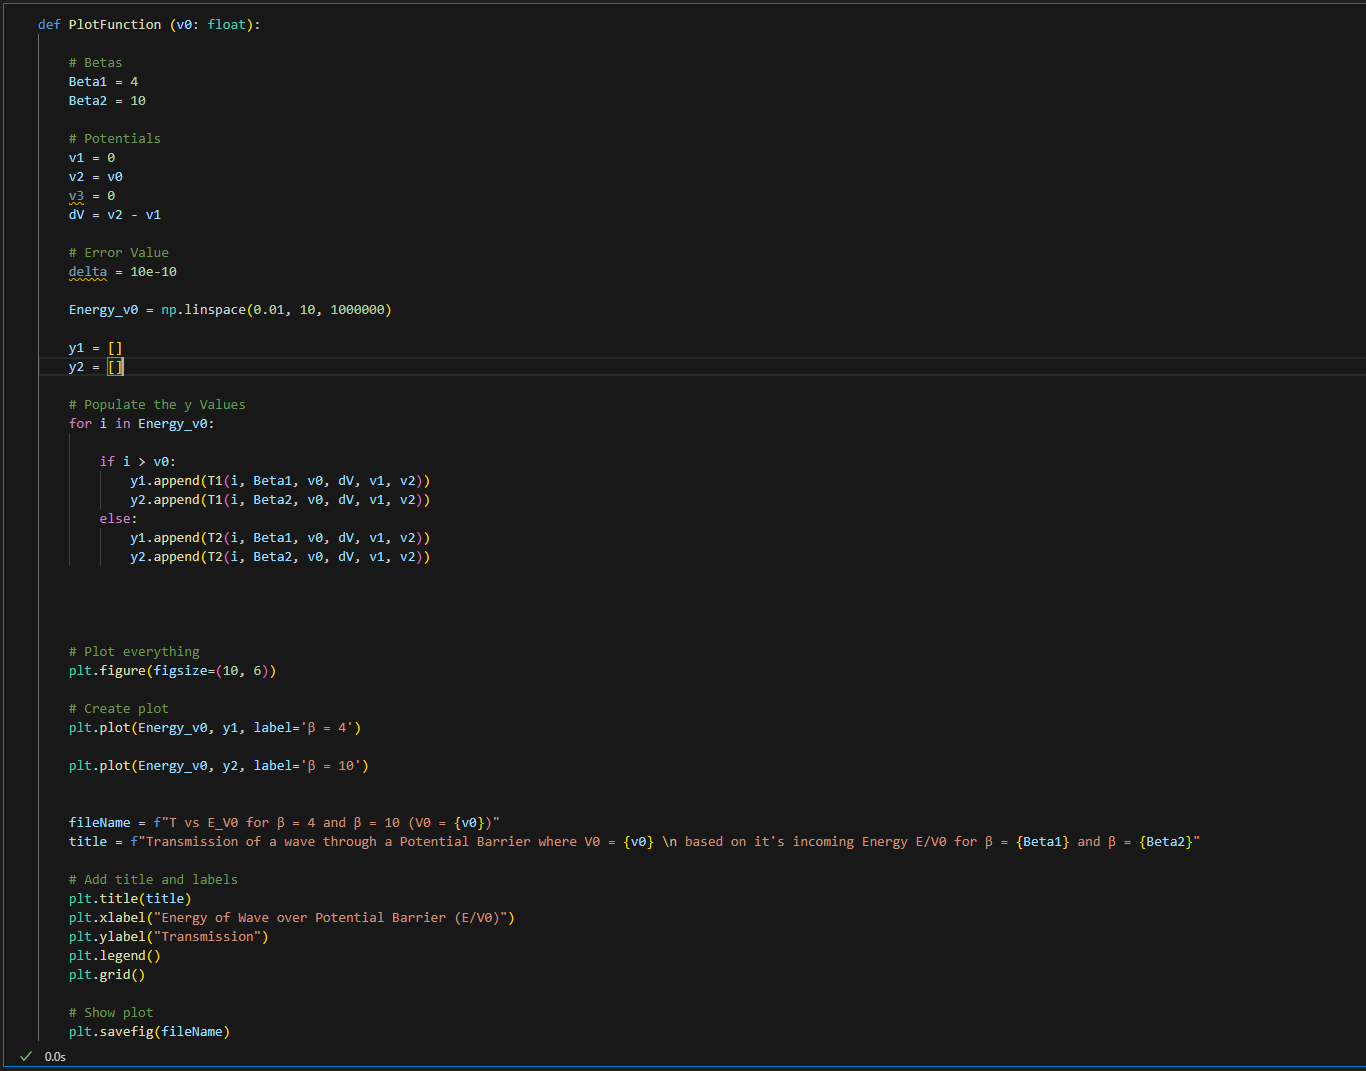 def PlotFunction (v0: float):
# Betas
Beta1 = 4
Beta2 = 10
# Potentials
v1 = 0
v2 = v0
v3 = 0
dV = v2 - v1
# Error Value
delta = 10e-10
Energy_v0 = np.linspace(0.01, 10, 1000000)
y1 = []
y2 = []
# Populate the y Values
for i in Energy_v0:
if i > v0:
y1.append(T1(i, Beta1, v0, dV, v1, v2))
y2.append(T1(i, Beta2, v0, dV, v1, v2))
else:
y1.append(T2(i, Beta1, v0, dV, v1, v2))
y2.append(T2(i, Beta2, v0, dV, v1, v2))
# Plot everything
plt.figure(figsize=(10, 6))
# Create plot
plt.plot(Energy_v0, y1, label='β = 4')
plt.plot(Energy_v0, y2, label='β = 10')
fileName = f"T vs E_V0 for β = 4 and β = 10 (V0 = {v0})"
title = f"Transmission of a wave through a Potential Barrier where V0 = {v0} \n based on it's incoming Energy E/V0 for β = {Beta1} and β = {Beta2}"
# Add title and labels
plt.title(title)
plt.xlabel("Energy of Wave over Potential Barrier (E/V0)")
plt.ylabel("Transmission")
plt.legend()
plt.grid()
# Show plot
plt.savefig(fileName)
0.0s